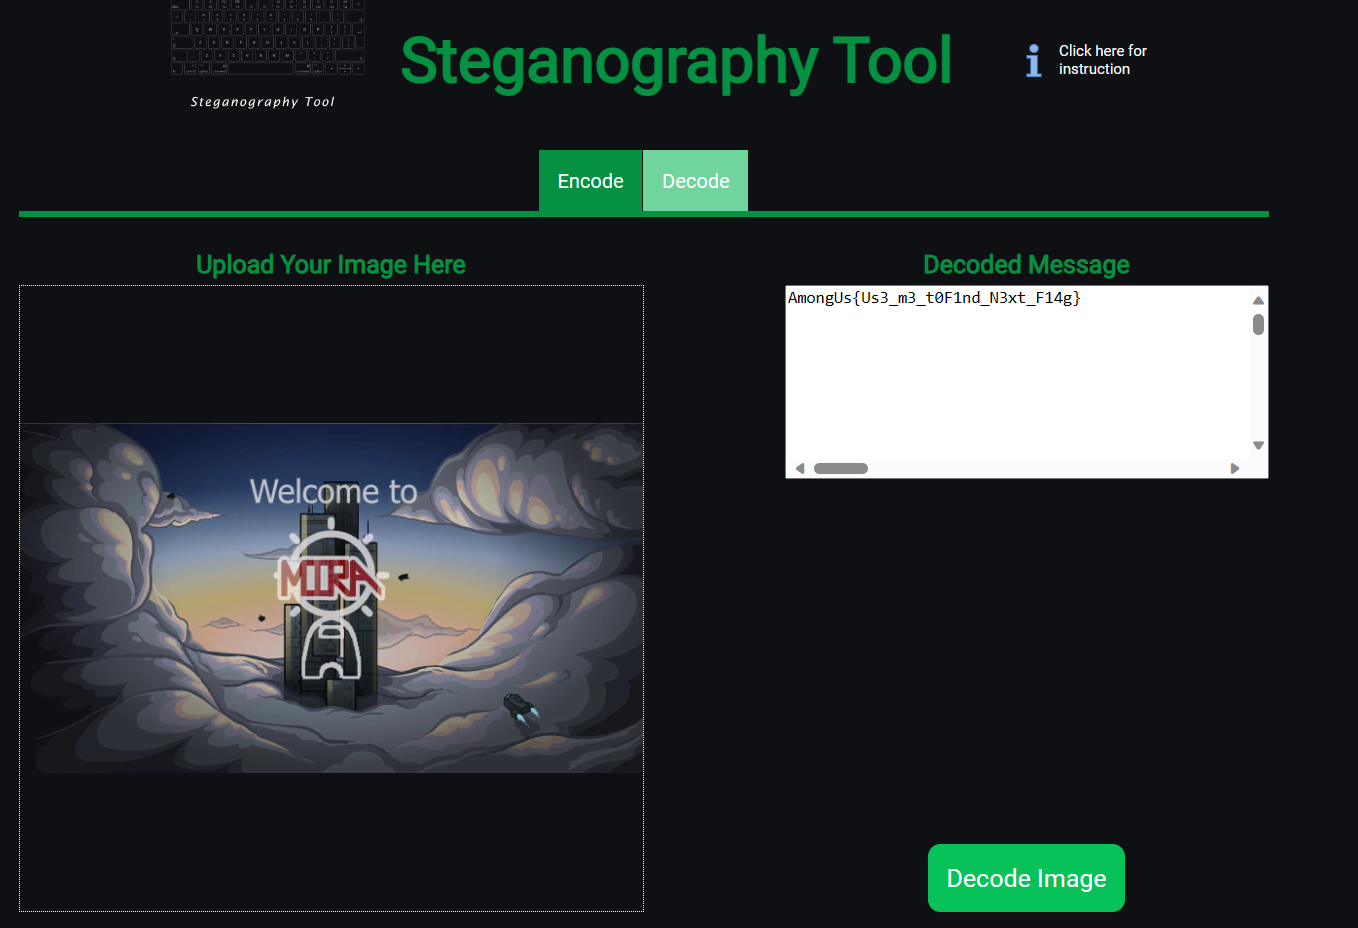 Steganography Tool
Steganography Tool
Click here for
instruction
Encode
Decode
Upload Your Image Here
Decoded Message
AmongUs{Us3_m3_t0F1nd_N3xt_F14g}
Welcome to
MIRA
Decode Image